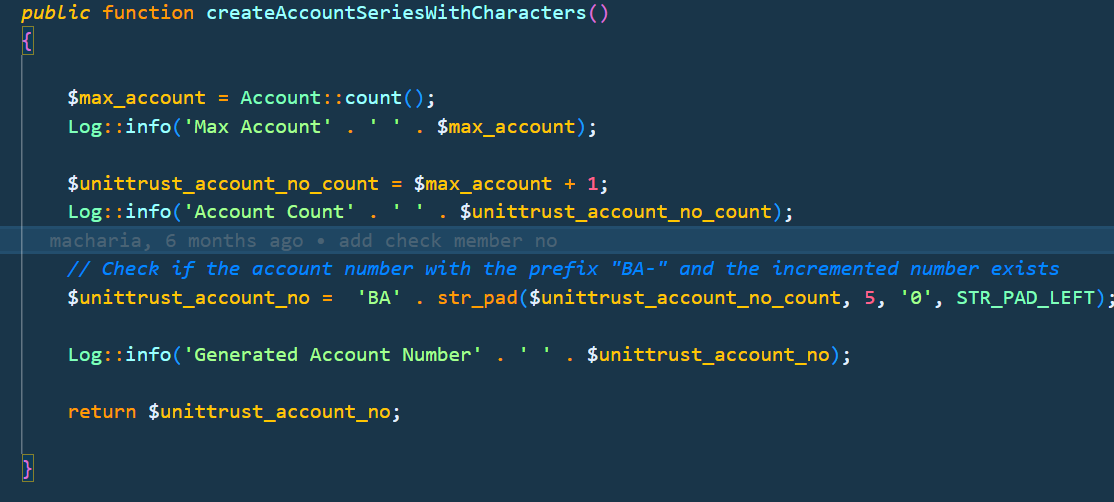 public function createAccountSeriesWithCharacters()
{
$max_account = Account::count();
Log::info('Max Account' . ' ' . $max_account);
$unittrust_account_no_count = $max_account + 1;
Log::info('Account Count' . ' ' . $unittrust_account_no_count);
macharia, 6 months ago • add check member no
// Check if the account number with the prefix "BA-" and the incremented number exists
$unittrust_account_no =  'BA' . str_pad($unittrust_account_no_count, 5, '0', STR_PAD_LEFT);
Log::info('Generated Account Number' . ' ' . $unittrust_account_no);
return $unittrust_account_no;
}